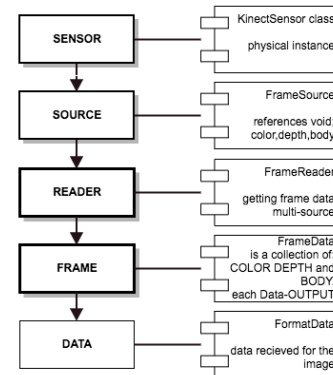 SENSOR
KinectSensor class
physical instance
SOURCE
FrameSource
references void;
color,depth,body
READER
FrameReader
getting frame data
multi-source
FRAME
FrameData
is a collection of:
COLOR DEPTH and
BODY.
each Data-OUTPUT
DATA
FormatData
data recieved for the
image